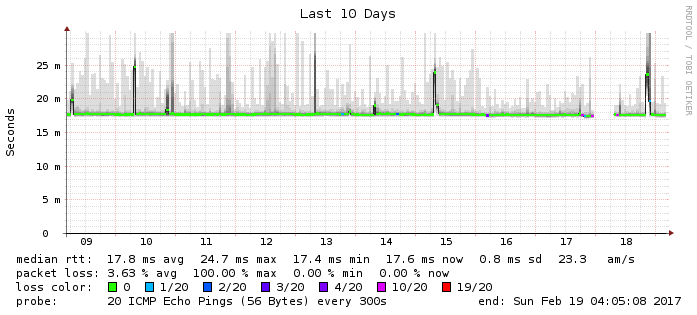 Last 10 Days
RRDTOOL / TOBI OETIKER
Seconds
25 m
20 m
15 m
10 m
5 m
0
09 10 11 12 13 14 15 16 17 18
median rtt: 17.8 ms avg 24.7 ms max 17.4 ms min 17.6 ms now 0.8 ms sd 23.3 am/s
packet loss: 3.63 % avg 100.00 % max 0.00 % min 0.00 % now
loss color: 0 1/20 2/20 3/20 4/20 10/20 19/20
probe: 20 ICMP Echo Pings (56 Bytes) every 300s end: Sun Feb 19 04:05:08 2017